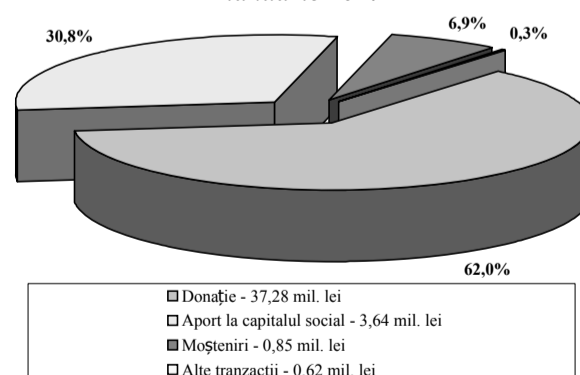 30,8%
6,9%
0,3%
62,0%
Donație - 37,28 mil. lei
Aport la capitalul social - 3,64 mil. lei
Moșteniri - 0,85 mil. lei
Alte tranzacții - 0,62 mil. lei